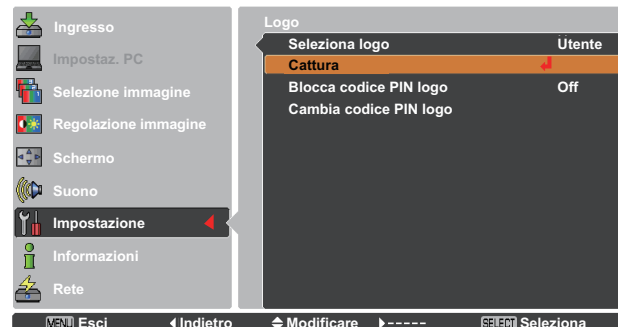 Ingresso
Impostaz. PC
Selezione immagine
Regolazione immagine
Schermo
Suono
Impostazione
Informazioni
Rete
Logo
Seleziona logo Utente
Cattura
Blocca codice PIN logo Off
Cambia codice PIN logo
MENU Esci Indietro Modificare ----- SELECT Seleziona